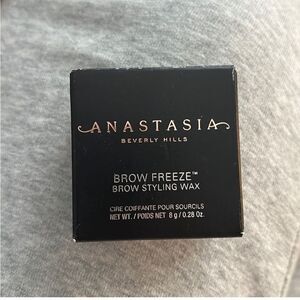 ANASTASIA
BEVERLY HILLS
BROW FREEZE™
BROW STYLING WAX
CIRE COIFFANTE POUR SOURCILS
NET WT. / POIDS NET 8 g / 0.28 Oz.